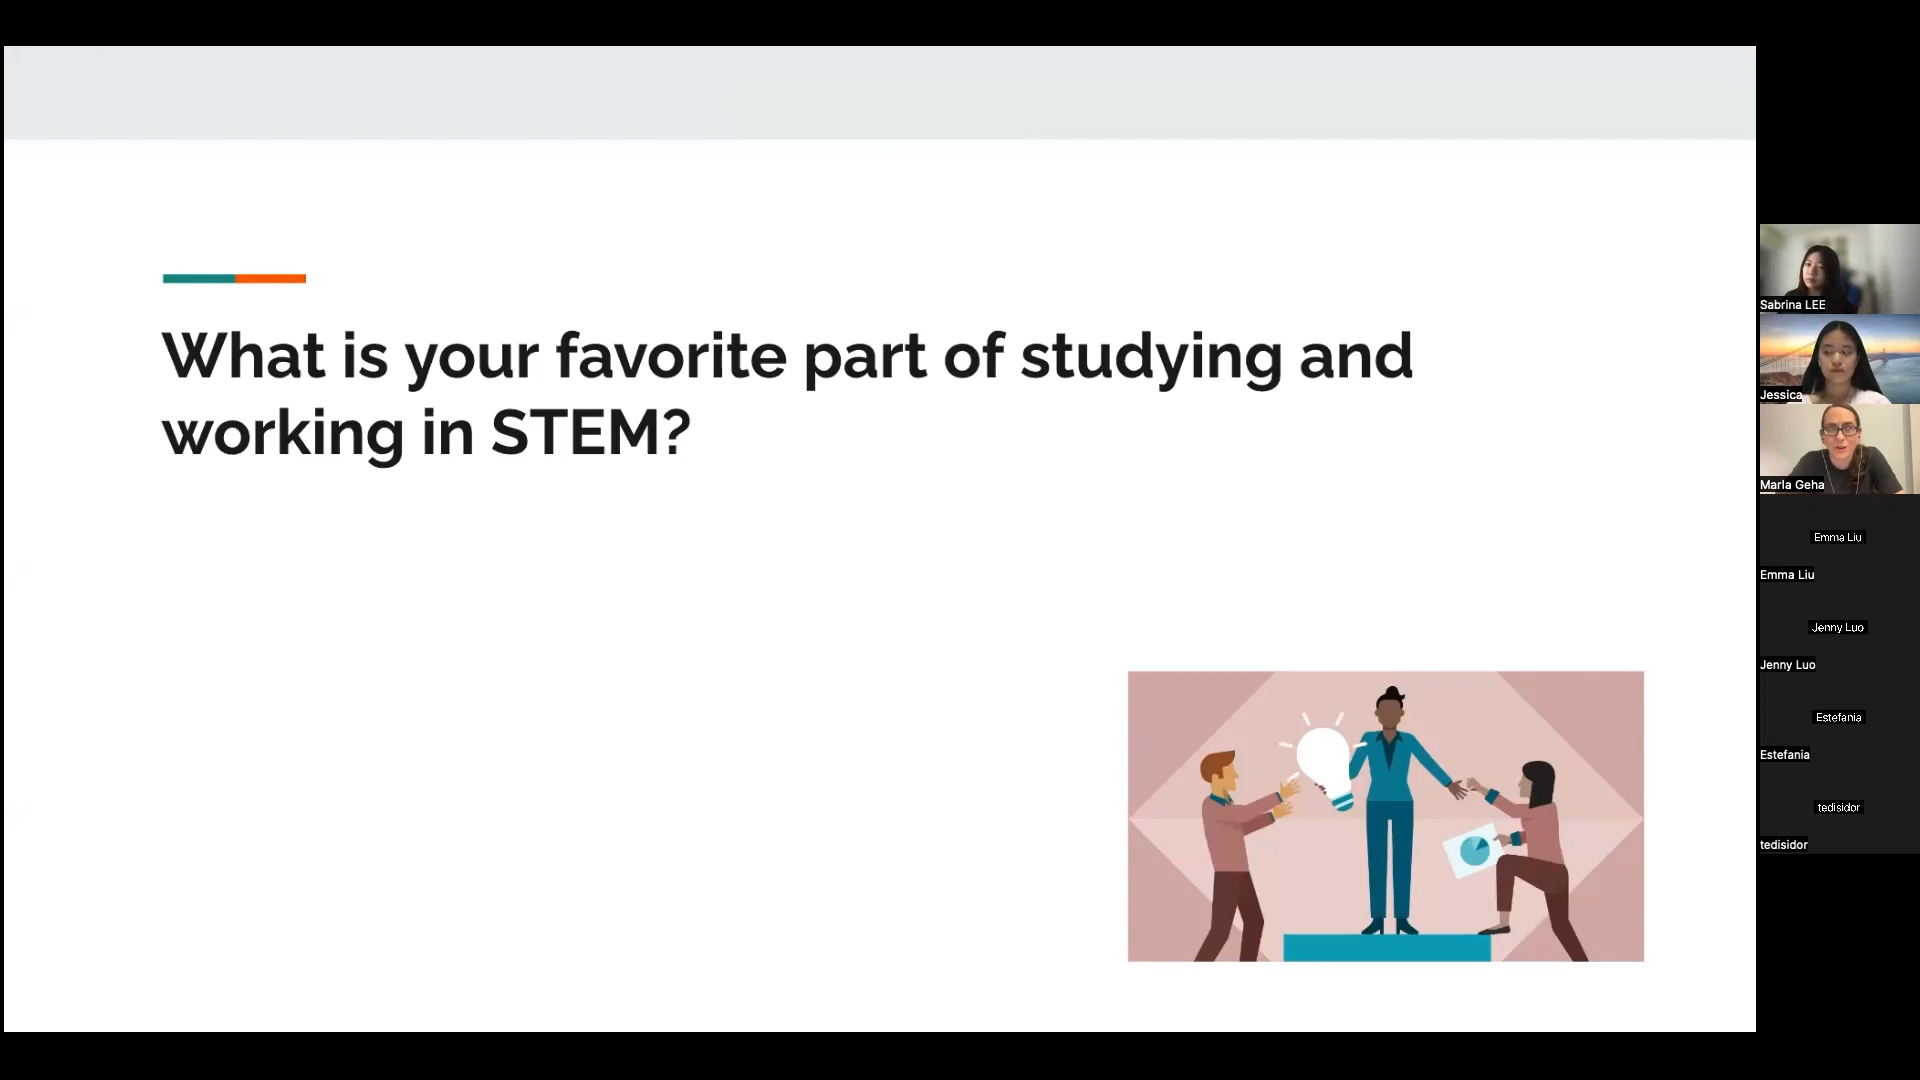 What is your favorite part of studying and
working in STEM?
Sabrina LEE
Jessica
Marla Geha
Emma Liu
Emma Liu
Jenny Luo
Jenny Luo
Estefania
Estefania
tedisidor
tedisidor